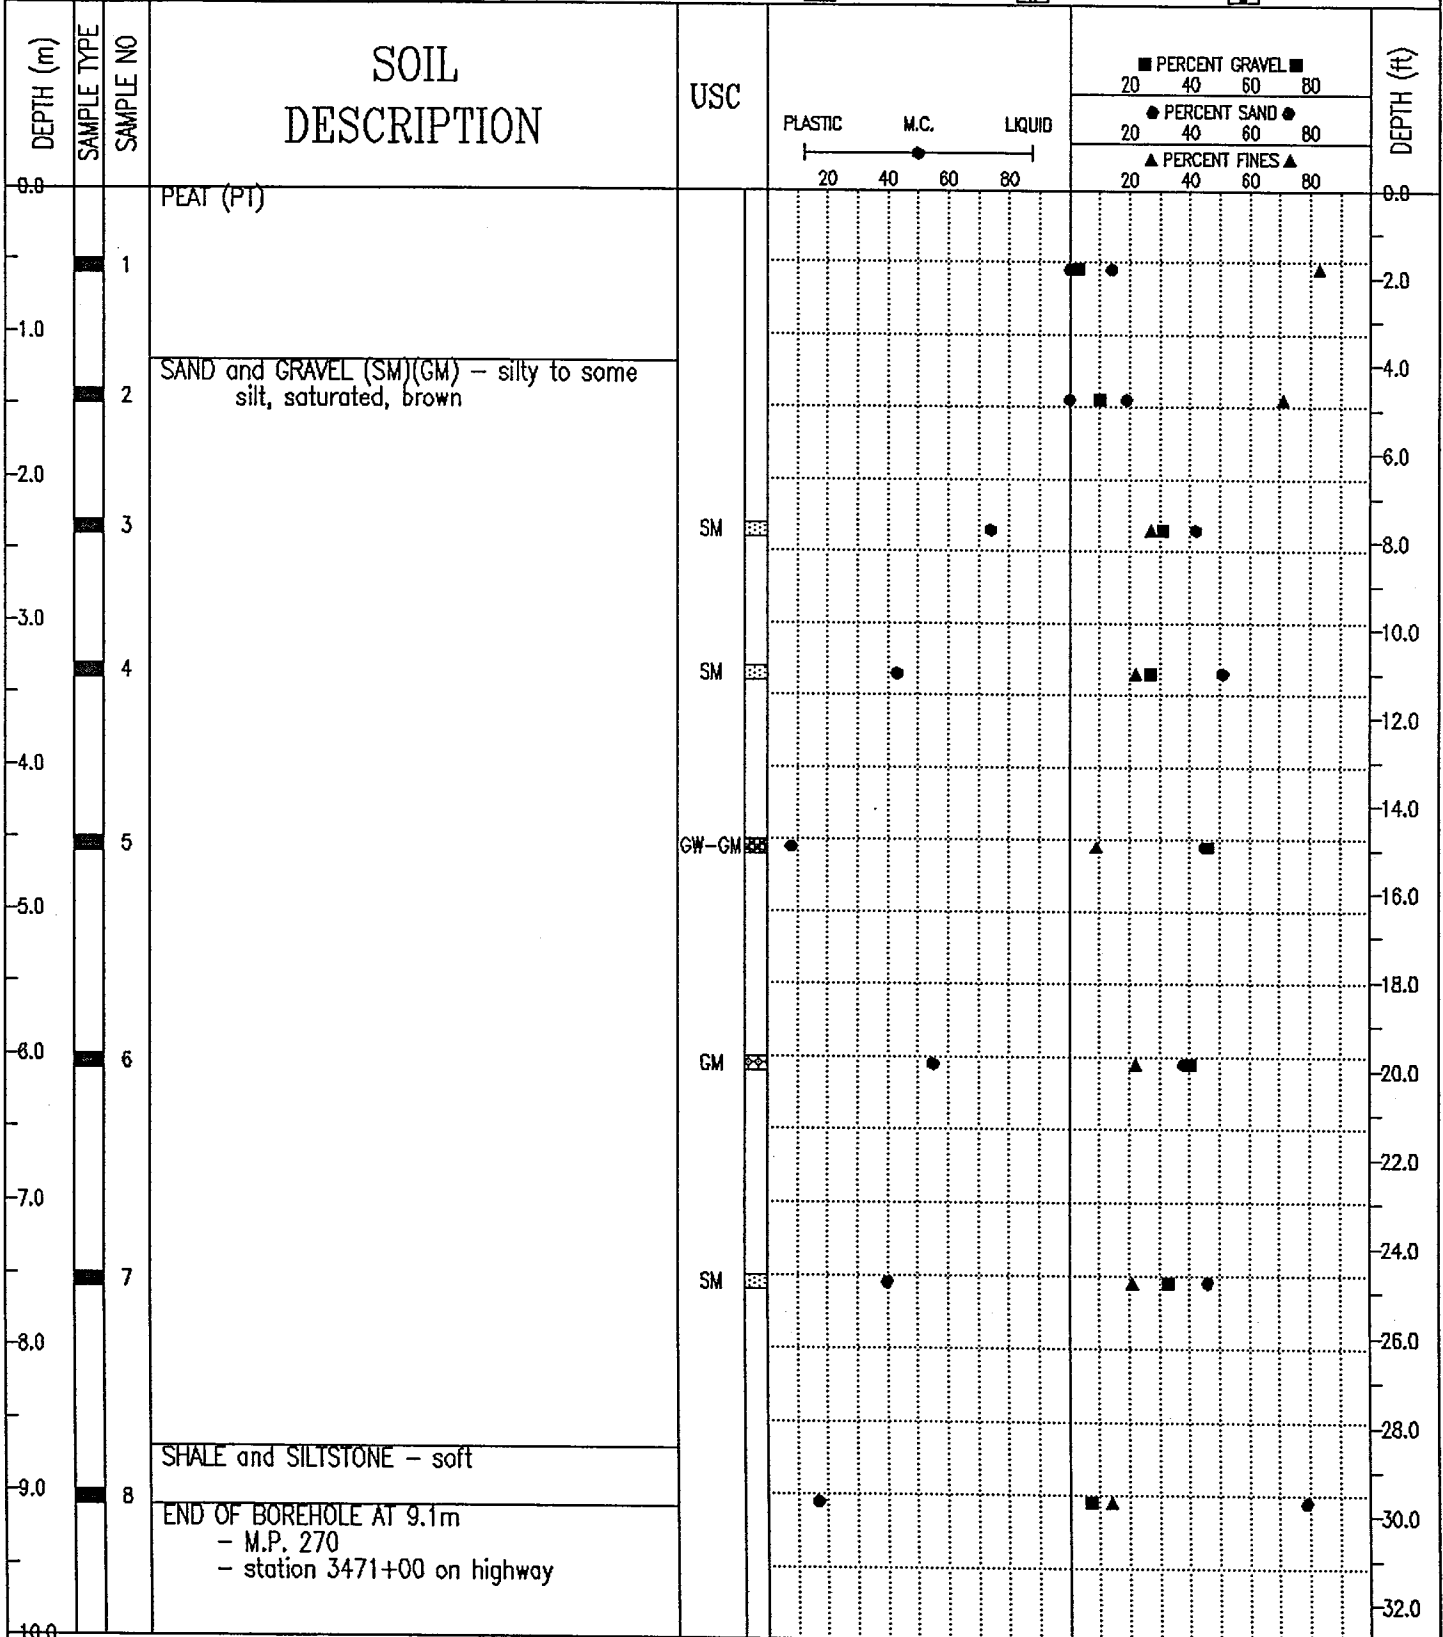 DEPTH (m)
SAMPLE TYPE
SAMPLE NO
SOIL
DESCRIPTION
USC
PLASTIC M.C. LIQUID
20 40 60 80
■ PERCENT GRAVEL ■
20 40 60 80
● PERCENT SAND ●
20 40 60 80
▲ PERCENT FINES ▲
20 40 60 80
DEPTH (ft)
0.0
PEAT (PT)
0.0
1
2.0
1.0
SAND and GRAVEL (SM)(GM) – silty to some
silt, saturated, brown
4.0
2
2.0
6.0
3
SM
8.0
3.0
10.0
4
SM
12.0
4.0
14.0
5
GW-GM
5.0
16.0
18.0
6.0
6
GM
20.0
22.0
7.0
24.0
7
SM
8.0
26.0
28.0
SHALE and SILTSTONE – soft
9.0
8
END OF BOREHOLE AT 9.1m
– M.P. 270
– station 3471+00 on highway
30.0
32.0
10.0